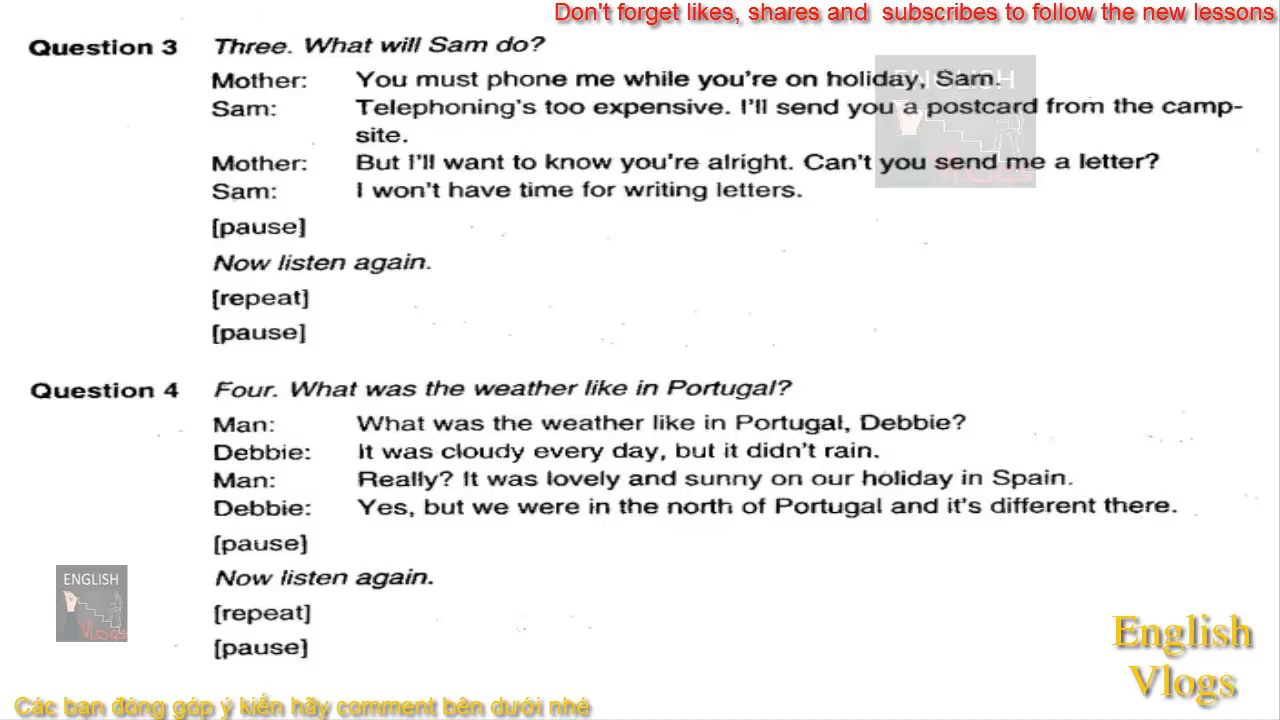 Don't forget likes, shares and subscribes to follow the new lessons
Question 3 Three. What will Sam do?
Mother: You must phone me while you're on holiday, Sam.
Sam: Telephoning's too expensive. I'll send you a postcard from the camp-
site.
Mother: But I'll want to know you're alright. Can't you send me a letter?
Sam: I won't have time for writing letters.
[pause]
Now listen again.
[repeat]
[pause]
Question 4 Four. What was the weather like in Portugal?
Man: What was the weather like in Portugal, Debbie?
Debbie: It was cloudy every day, but it didn't rain.
Man: Really? It was lovely and sunny on our holiday in Spain.
Debbie: Yes, but we were in the north of Portugal and it's different there.
[pause]
Now listen again.
[repeat]
[pause]
ENGLISH
Vlogs
ENGLISH
Vlogs
English
Vlogs
Các bạn đóng góp ý kiến hãy comment bên dưới nhé